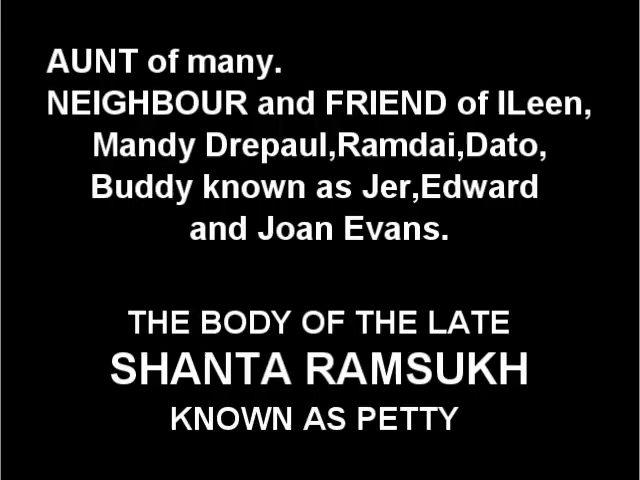 AUNT of many.
NEIGHBOUR and FRIEND of ILeen,
Mandy Drepaul,Ramdai,Dato,
Buddy known as Jer,Edward
and Joan Evans.
THE BODY OF THE LATE
SHANTA RAMSUKH
KNOWN AS PETTY